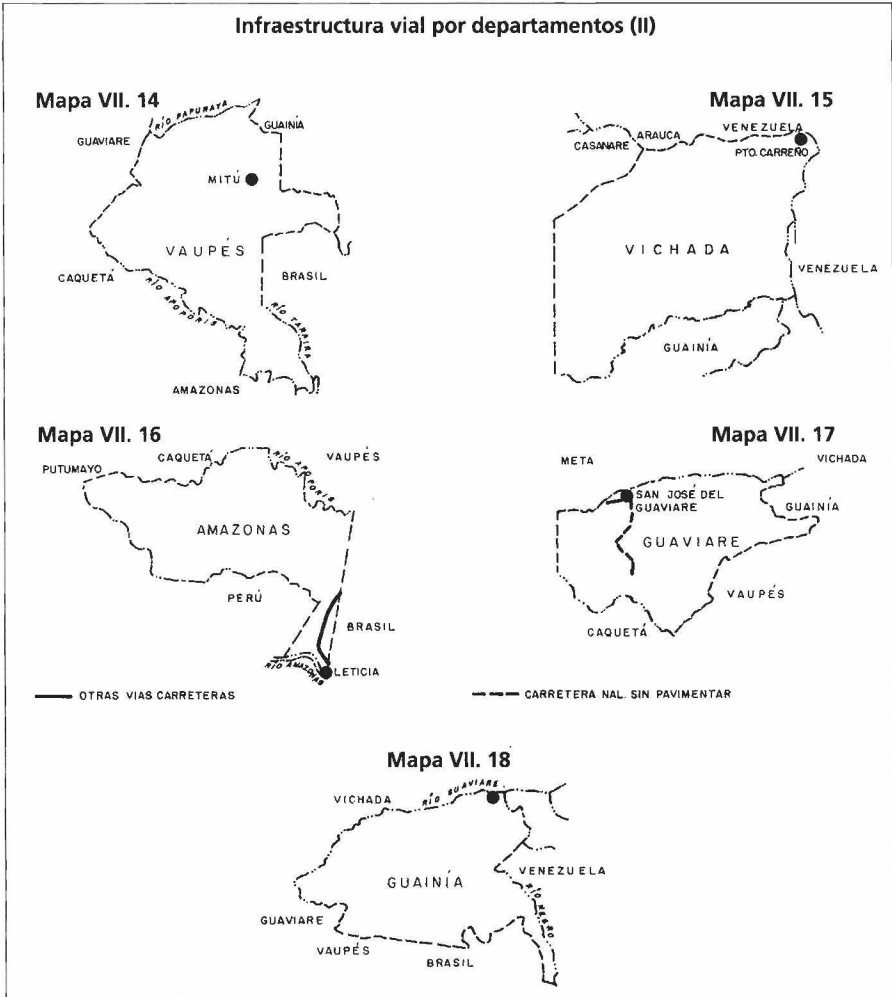 Infraestructura vial por departamentos (II)
Mapa VII. 14
RÍO PAPUNAYA
GUAINÍA
GUAVIARE
MITÚ
VAUPÉS
BRASIL
CAQUETÁ
RÍO APOPORIS
RÍO TARAIRA
AMAZONAS
Mapa VII. 15
VENEZUELA
ARAUCA
CASANARE
PTO. CARREÑO
VICHADA
VENEZUELA
GUAINÍA
Mapa VII. 16
CAQUETÁ
RÍO APOPORIS
VAUPÉS
PUTUMAYO
AMAZONAS
PERÚ
BRASIL
RÍO AMAZONAS
LETICIA
OTRAS VIAS CARRETERAS
Mapa VII. 17
META
VICHADA
SAN JOSÉ DEL
GUAVIARE
GUAINÍA
GUAVIARE
VAUPÉS
CAQUETÁ
CARRETERA NAL. SIN PAVIMENTAR
Mapa VII. 18
VICHADA
RÍO GUAVIARE
VENEZUELA
GUAINÍA
RÍO NEGRO
GUAVIARE
VAUPÉS
BRASIL